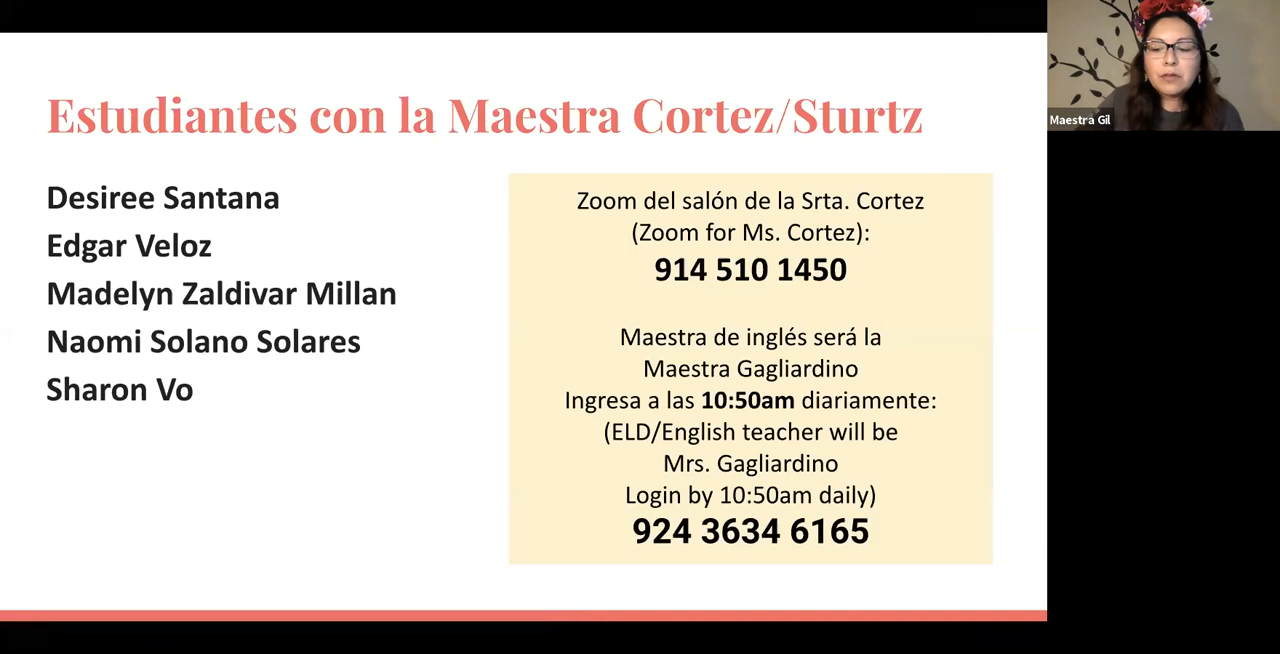 Estudiantes con la Maestra Cortez/Sturtz
Desiree Santana
Edgar Veloz
Madelyn Zaldivar Millan
Naomi Solano Solares
Sharon Vo
Zoom del salón de la Srta. Cortez
(Zoom for Ms. Cortez):
914 510 1450
Maestra de inglés será la
Maestra Gagliardino
Ingresa a las 10:50am diariamente:
(ELD/English teacher will be
Mrs. Gagliardino
Login by 10:50am daily)
924 3634 6165
Maestra Gil